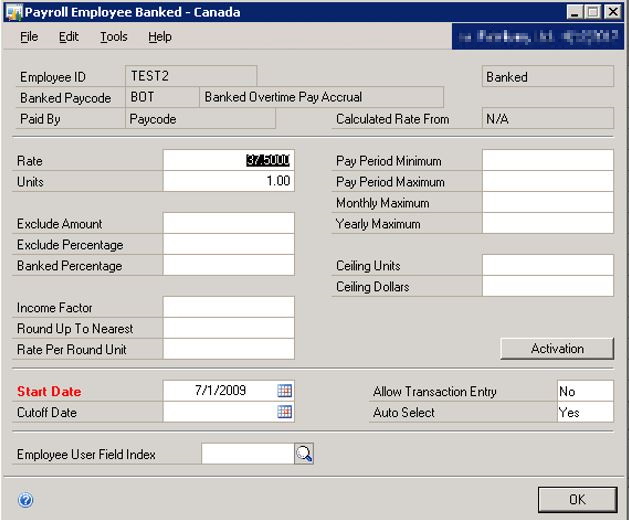 Payroll Employee Banked - Canada
File Edit Tools Help
Employee ID TEST2 Banked
Banked Paycode BOT Banked Overtime Pay Accrual
Paid By Paycode Calculated Rate From N/A
Rate 37.5000 Pay Period Minimum
Units 1.00 Pay Period Maximum
Monthly Maximum
Exclude Amount Yearly Maximum
Exclude Percentage
Banked Percentage Ceiling Units
Ceiling Dollars
Income Factor
Round Up To Nearest
Rate Per Round Unit Activation
Start Date 7/1/2009 Allow Transaction Entry No
Cutoff Date Auto Select Yes
Employee User Field Index
OK